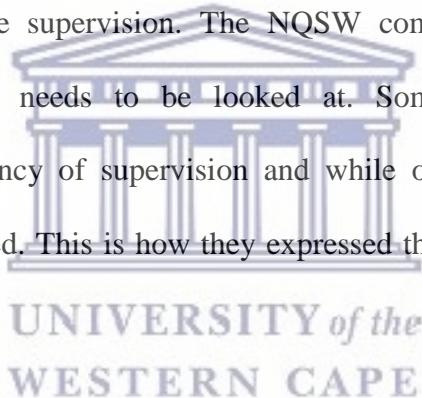 e supervision. The NQSW con
needs to be looked at. Som
ncy of supervision and while o
ed. This is how they expressed th
UNIVERSITY of the
WESTERN CAPE